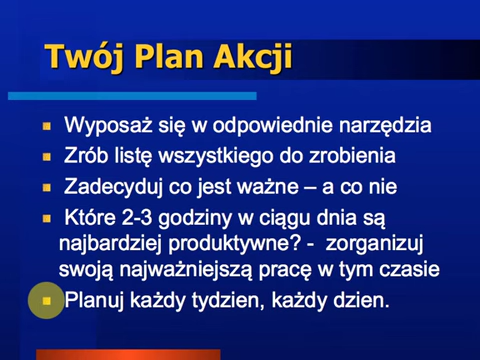 Twój Plan Akcji
Wyposaż się w odpowiednie narzędzia
Zrób listę wszystkiego do zrobienia
Zadecyduj co jest ważne – a co nie
Które 2-3 godziny w ciągu dnia są
najbardziej produktywne? - zorganizuj
swoją najważniejszą pracę w tym czasie
Planuj każdy tydzien, każdy dzien.